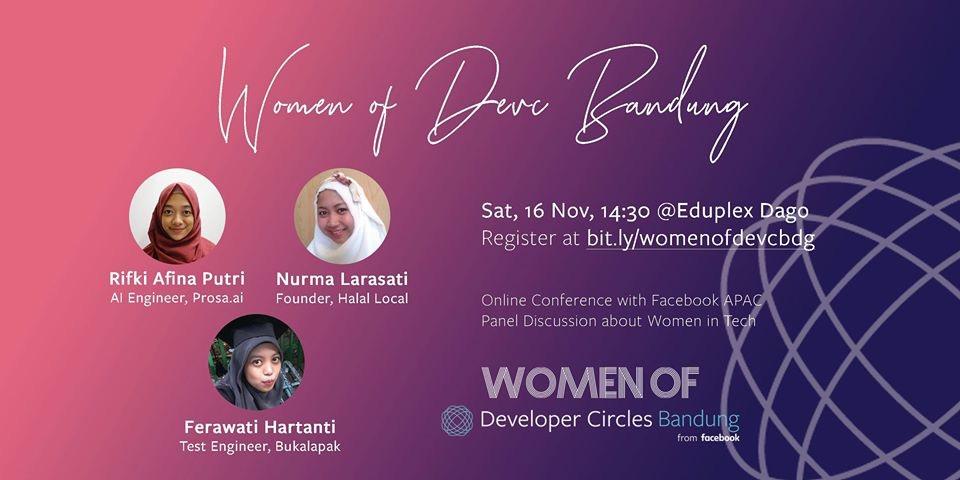 Women of Devc Bandung
Rifki Afina Putri
AI Engineer, Prosa.ai
Nurma Larasati
Founder, Halal Local
Ferawati Hartanti
Test Engineer, Bukalapak
Sat, 16 Nov, 14:30 @Eduplex Dago
Register at bit.ly/womenofdevcbdg
Online Conference with Facebook APAC
Panel Discussion about Women in Tech
WOMEN OF
Developer Circles Bandung
from facebook